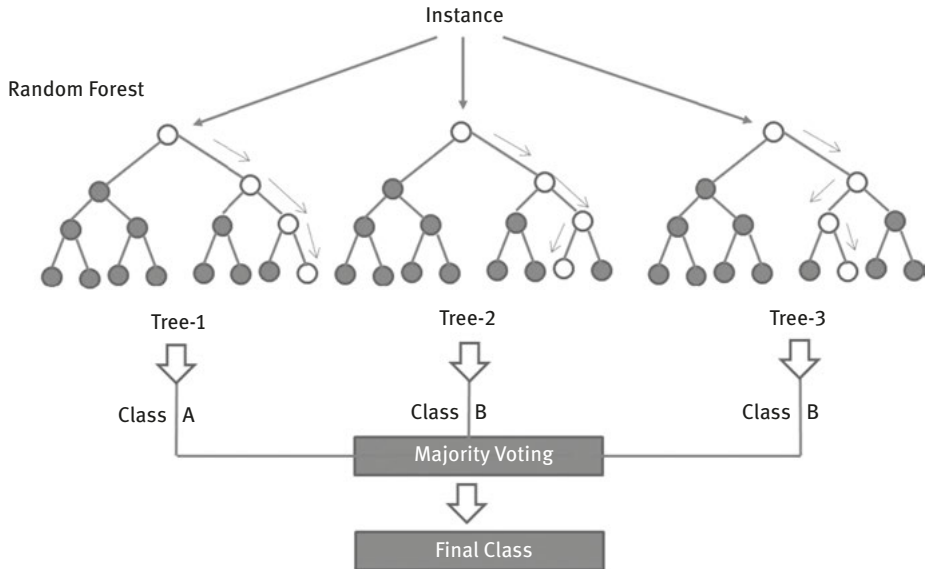 Instance
Random Forest
Tree-1
Tree-2
Tree-3
Class A
Class B
Class B
Majority Voting
Final Class